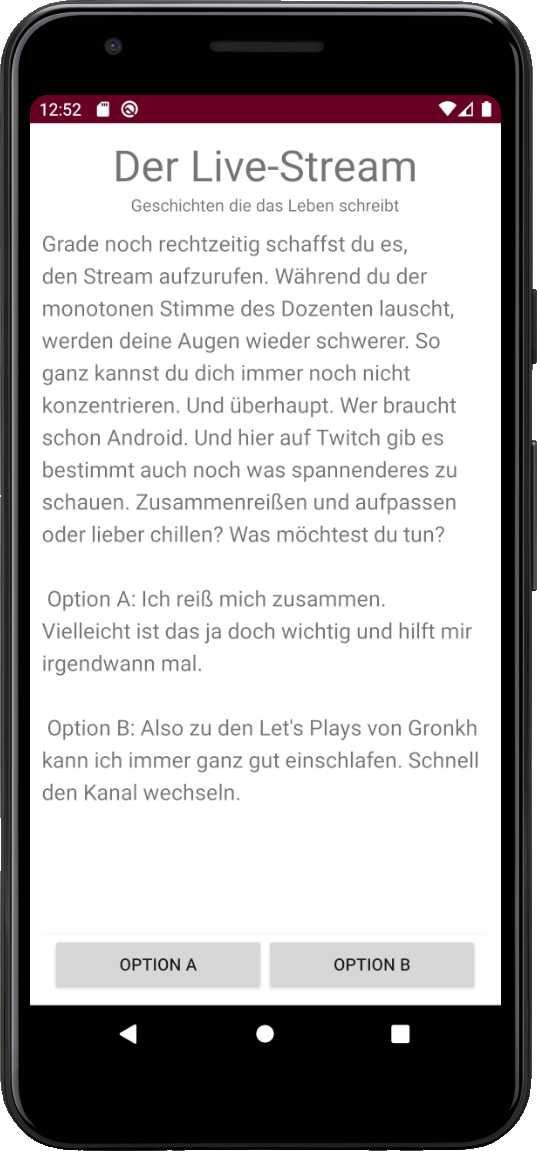 12:52
Der Live-Stream
Geschichten die das Leben schreibt
Grade noch rechtzeitig schaffst du es,
den Stream aufzurufen. Während du der
monotonen Stimme des Dozenten lauscht,
werden deine Augen wieder schwerer. So
ganz kannst du dich immer noch nicht
konzentrieren. Und überhaupt. Wer braucht
schon Android. Und hier auf Twitch gib es
bestimmt auch noch was spannenderes zu
schauen. Zusammenreißen und aufpassen
oder lieber chillen? Was möchtest du tun?
Option A: Ich reiß mich zusammen.
Vielleicht ist das ja doch wichtig und hilft mir
irgendwann mal.
Option B: Also zu den Let's Plays von Gronkh
kann ich immer ganz gut einschlafen. Schnell
den Kanal wechseln.
OPTION A OPTION B